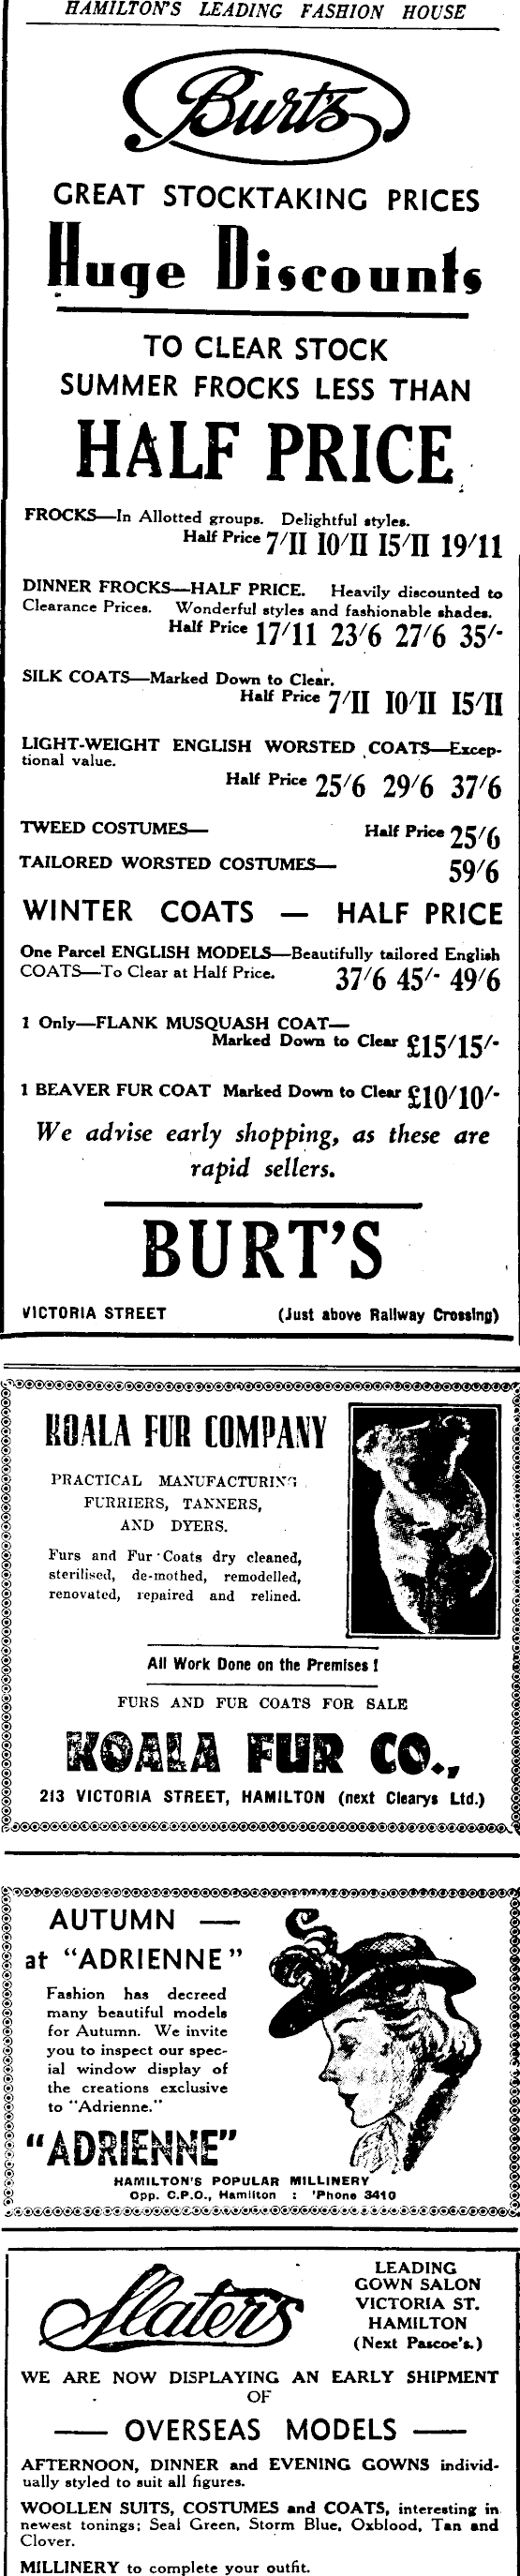 HAMILTON'S LEADING FASHION HOUSE
Burt's
GREAT STOCKTAKING PRICES
Huge Discounts
TO CLEAR STOCK
SUMMER FROCKS LESS THAN
HALF PRICE
FROCKS—In Allotted groups. Delightful styles.
Half Price 7/11 10/11 15/11 19/11
DINNER FROCKS—HALF PRICE. Heavily discounted to
Clearance Prices. Wonderful styles and fashionable shades.
Half Price 17/11 23/6 27/6 35/-
SILK COATS—Marked Down to Clear.
Half Price 7/11 10/11 15/11
LIGHT-WEIGHT ENGLISH WORSTED COATS—Excep-
tional value.
Half Price 25/6 29/6 37/6
TWEED COSTUMES— Half Price 25/6
TAILORED WORSTED COSTUMES— 59/6
WINTER COATS — HALF PRICE
One Parcel ENGLISH MODELS—Beautifully tailored English
COATS—To Clear at Half Price. 37/6 45/- 49/6
1 Only—FLANK MUSQUASH COAT—
Marked Down to Clear £15/15/-
1 BEAVER FUR COAT Marked Down to Clear £10/10/-
We advise early shopping, as these are
rapid sellers.
BURT'S
VICTORIA STREET (Just above Railway Crossing)
KOALA FUR COMPANY
PRACTICAL MANUFACTURING
FURRIERS, TANNERS,
AND DYERS.
Furs and Fur Coats dry cleaned,
sterilised, de-mothed, remodelled,
renovated, repaired and relined.
All Work Done on the Premises!
FURS AND FUR COATS FOR SALE
KOALA FUR CO.,
213 VICTORIA STREET, HAMILTON (next Clearys Ltd.)
AUTUMN —
at "ADRIENNE"
Fashion has decreed
many beautiful models
for Autumn. We invite
you to inspect our spec-
ial window display of
the creations exclusive
to "Adrienne."
"ADRIENNE"
HAMILTON'S POPULAR MILLINERY
Opp. C.P.O., Hamilton : 'Phone 3410
Slaters
LEADING
GOWN SALON
VICTORIA ST.
HAMILTON
(Next Pascoe's.)
WE ARE NOW DISPLAYING AN EARLY SHIPMENT
OF
— OVERSEAS MODELS —
AFTERNOON, DINNER and EVENING GOWNS individ-
ually styled to suit all figures.
WOOLLEN SUITS, COSTUMES and COATS, interesting in
newest tonings; Seal Green, Storm Blue, Oxblood, Tan and
Clover.
MILLINERY to complete your outfit.